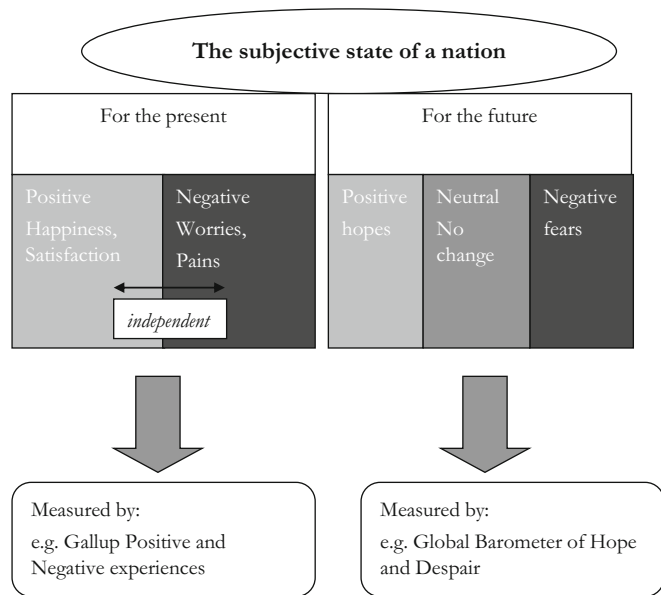 The subjective state of a nation
For the present
For the future
Positive
Happiness,
Satisfaction
Negative
Worries,
Pains
independent
Positive
hopes
Neutral
No
change
Negative
fears
Measured by:
e.g. Gallup Positive and
Negative experiences
Measured by:
e.g. Global Barometer of Hope
and Despair